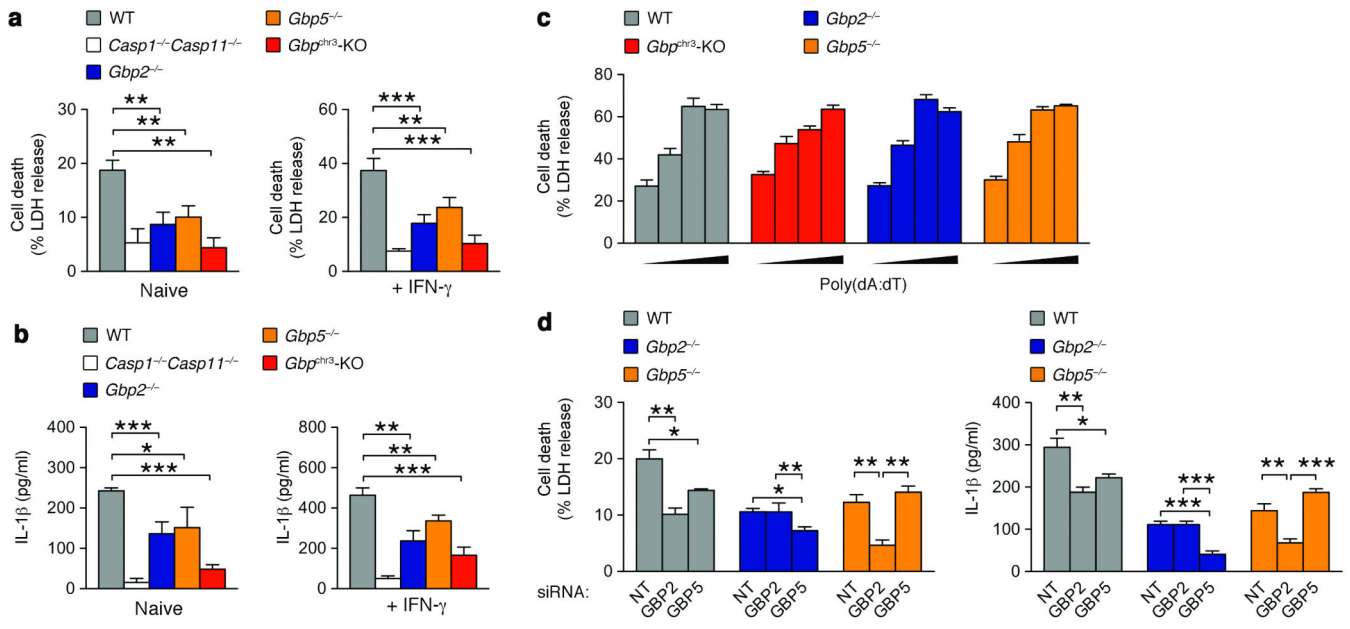 a
WT
Casp1⁻/⁻Casp11⁻/⁻
Gbp2⁻/⁻
Gbp5⁻/⁻
Gbpᶜʰʳ³-KO
Cell death
(% LDH release)
30
20
10
0
**
**
**
Naive
Cell death
(% LDH release)
60
40
20
0
***
**
***
+ IFN-γ
b
WT
Casp1⁻/⁻Casp11⁻/⁻
Gbp2⁻/⁻
Gbp5⁻/⁻
Gbpᶜʰʳ³-KO
IL-1β (pg/ml)
400
300
200
100
0
***
*
***
Naive
IL-1β (pg/ml)
800
600
400
200
0
**
**
***
+ IFN-γ
c
WT
Gbpᶜʰʳ³-KO
Gbp2⁻/⁻
Gbp5⁻/⁻
Cell death
(% LDH release)
80
60
40
20
0
Poly(dA:dT)
d
WT
Gbp2⁻/⁻
Gbp5⁻/⁻
Cell death
(% LDH release)
30
20
10
0
**
*
**
*
**
**
siRNA:
NT
GBP2
GBP5
NT
GBP2
GBP5
NT
GBP2
GBP5
WT
Gbp2⁻/⁻
Gbp5⁻/⁻
IL-1β (pg/ml)
400
300
200
100
0
**
*
***
***
**
***
NT
GBP2
GBP5
NT
GBP2
GBP5
NT
GBP2
GBP5